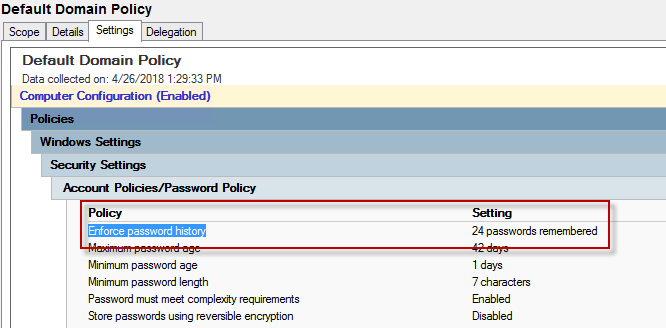 Default Domain Policy
Scope Details Settings Delegation
Default Domain Policy
Data collected on: 4/26/2018 1:29:33 PM
Computer Configuration (Enabled)
Policies
Windows Settings
Security Settings
Account Policies/Password Policy
Policy Setting
Enforce password history 24 passwords remembered
Maximum password age 42 days
Minimum password age 1 days
Minimum password length 7 characters
Password must meet complexity requirements Enabled
Store passwords using reversible encryption Disabled